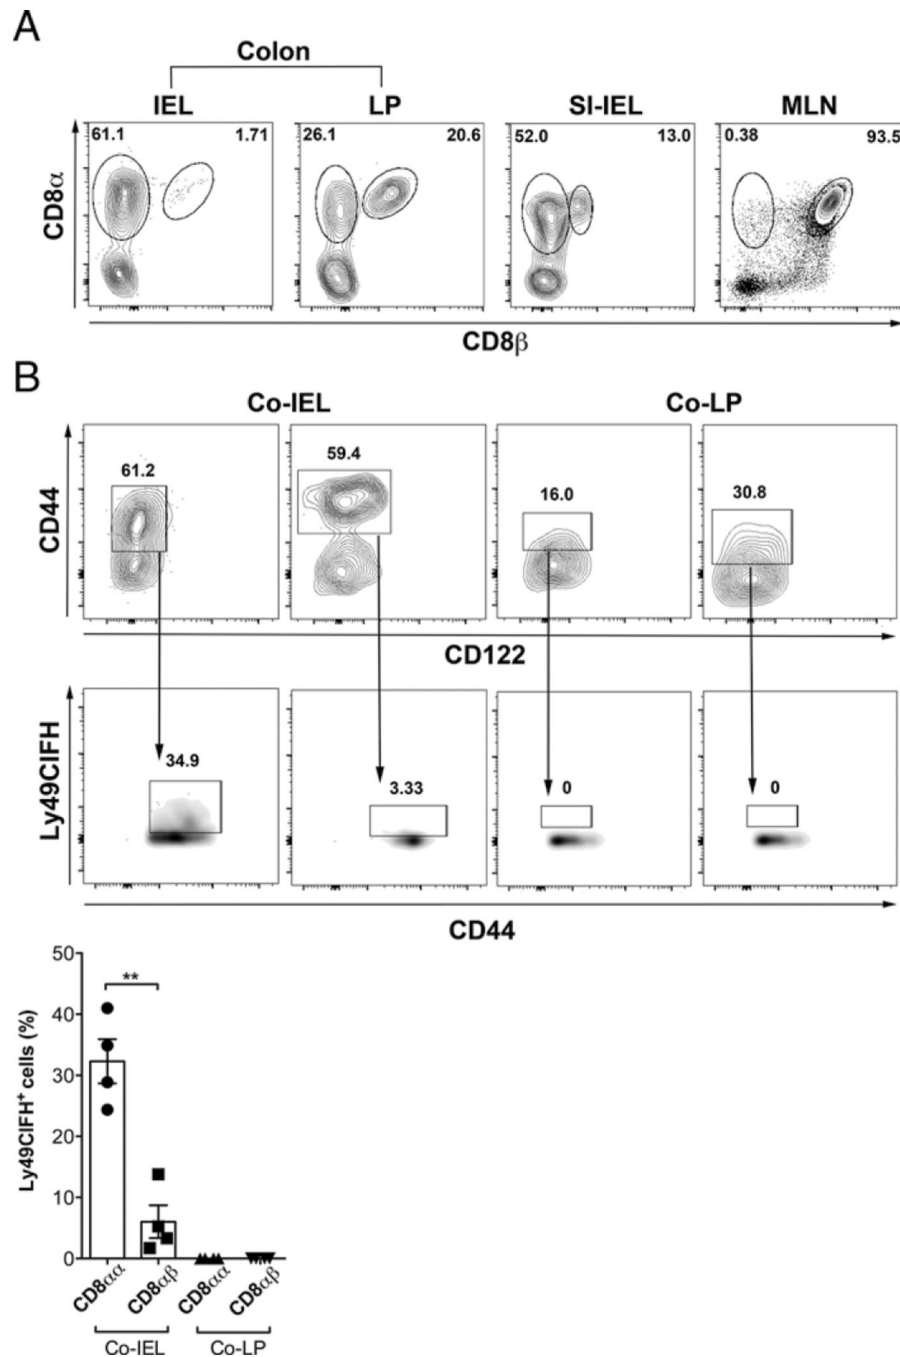 A
Colon
IEL LP SI-IEL MLN
61.1 1.71 26.1 20.6 52.0 13.0 0.38 93.5
CD8α
CD8β
B
Co-IEL Co-LP
61.2 59.4 16.0 30.8
CD44
CD122
34.9 3.33 0 0
Ly49CIFH
CD44
50
**
40
30
20
10
0
Ly49CIFH⁺ cells (%)
CD8αα CD8αβ CD8αα CD8αβ
Co-IEL Co-LP